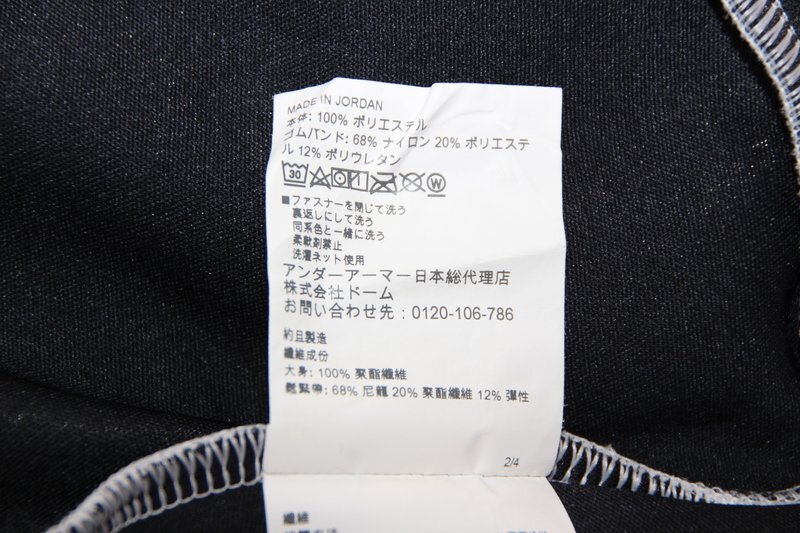 MADE IN JORDAN
本体: 100% ポリエステル
ゴムバンド: 68% ナイロン 20% ポリエステ
ル 12% ポリウレタン
30 W
■ファスナーを閉じて洗う
裏返しにして洗う
同系色と一緒に洗う
柔軟剤禁止
洗濯ネット使用
アンダーアーマー日本総代理店
株式会社ドーム
お問い合わせ先：0120-106-786
約旦製造
纖維成份
大身: 100% 聚酯纖維
鬆緊帶: 68% 尼龍 20% 聚酯纖維 12% 彈性
2/4
纖維